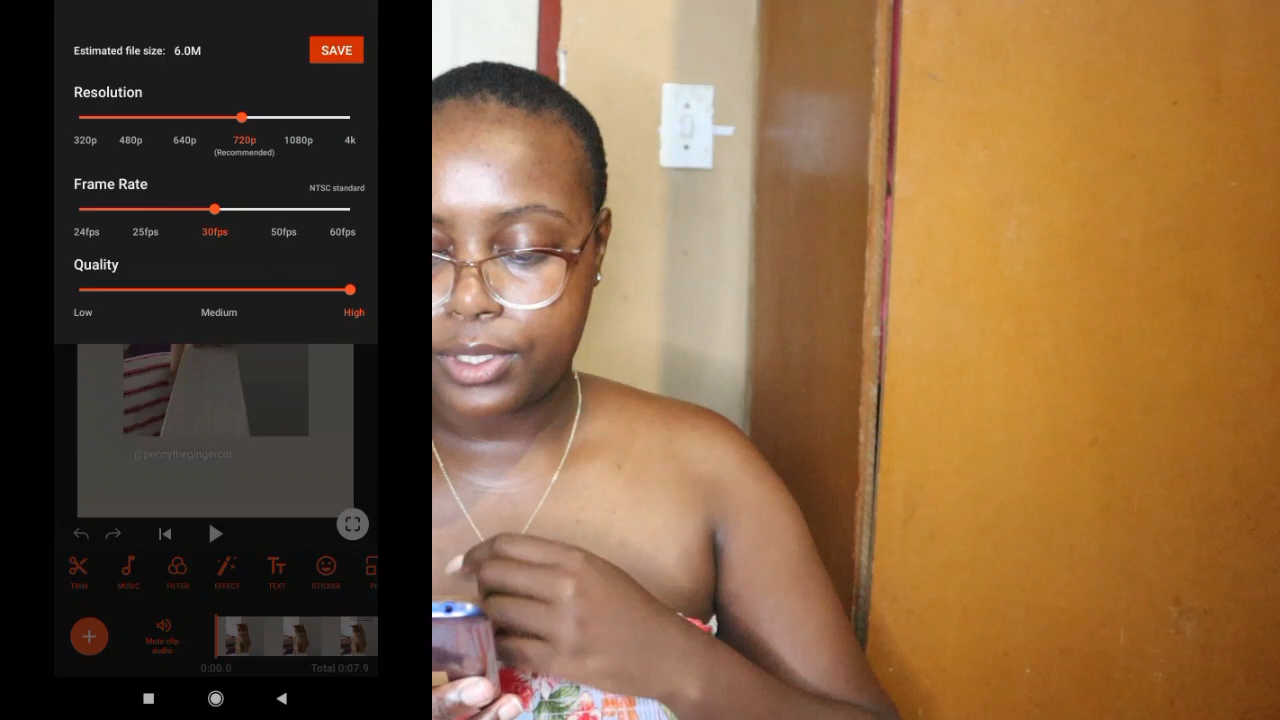 Estimated file size: 6.0M
SAVE
Resolution
320p 480p 640p 720p 1080p 4k
(Recommended)
Frame Rate NTSC standard
24fps 25fps 30fps 50fps 60fps
Quality
Low Medium High
@pennythegingercat
TRIM MUSIC FILTER EFFECT TEXT STICKER
Mute clip
audio
0:00.0 Total 0:07.9